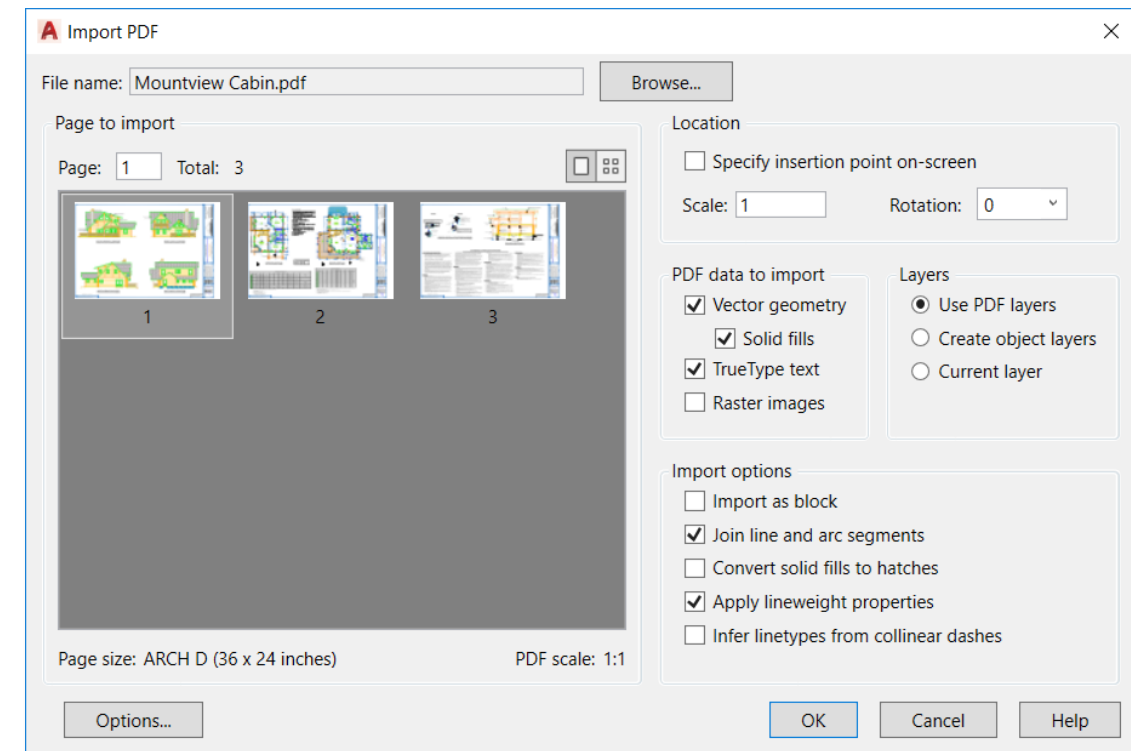 Import PDF
File name: Mountview Cabin.pdf Browse...
Page to import
Page: 1 Total: 3
1 2 3
Page size: ARCH D (36 x 24 inches) PDF scale: 1:1
Location
Specify insertion point on-screen
Scale: 1 Rotation: 0
PDF data to import
Vector geometry
Solid fills
TrueType text
Raster images
Layers
Use PDF layers
Create object layers
Current layer
Import options
Import as block
Join line and arc segments
Convert solid fills to hatches
Apply lineweight properties
Infer linetypes from collinear dashes
Options... OK Cancel Help